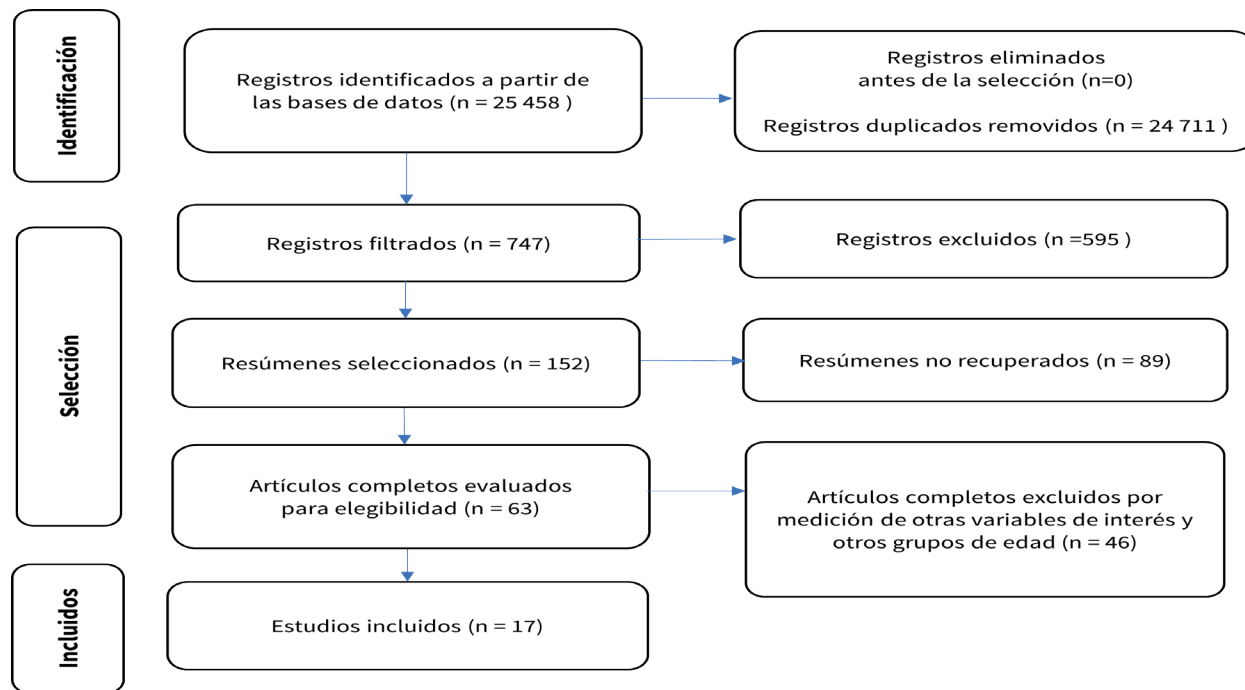 Identificación
Registros identificados a partir de
las bases de datos (n = 25 458 )
Registros eliminados
antes de la selección (n=0)
Registros duplicados removidos (n = 24 711 )
Selección
Registros filtrados (n = 747)
Registros excluidos (n =595 )
Resúmenes seleccionados (n = 152)
Resúmenes no recuperados (n = 89)
Artículos completos evaluados
para elegibilidad (n = 63)
Artículos completos excluidos por
medición de otras variables de interés y
otros grupos de edad (n = 46)
Incluidos
Estudios incluidos (n = 17)